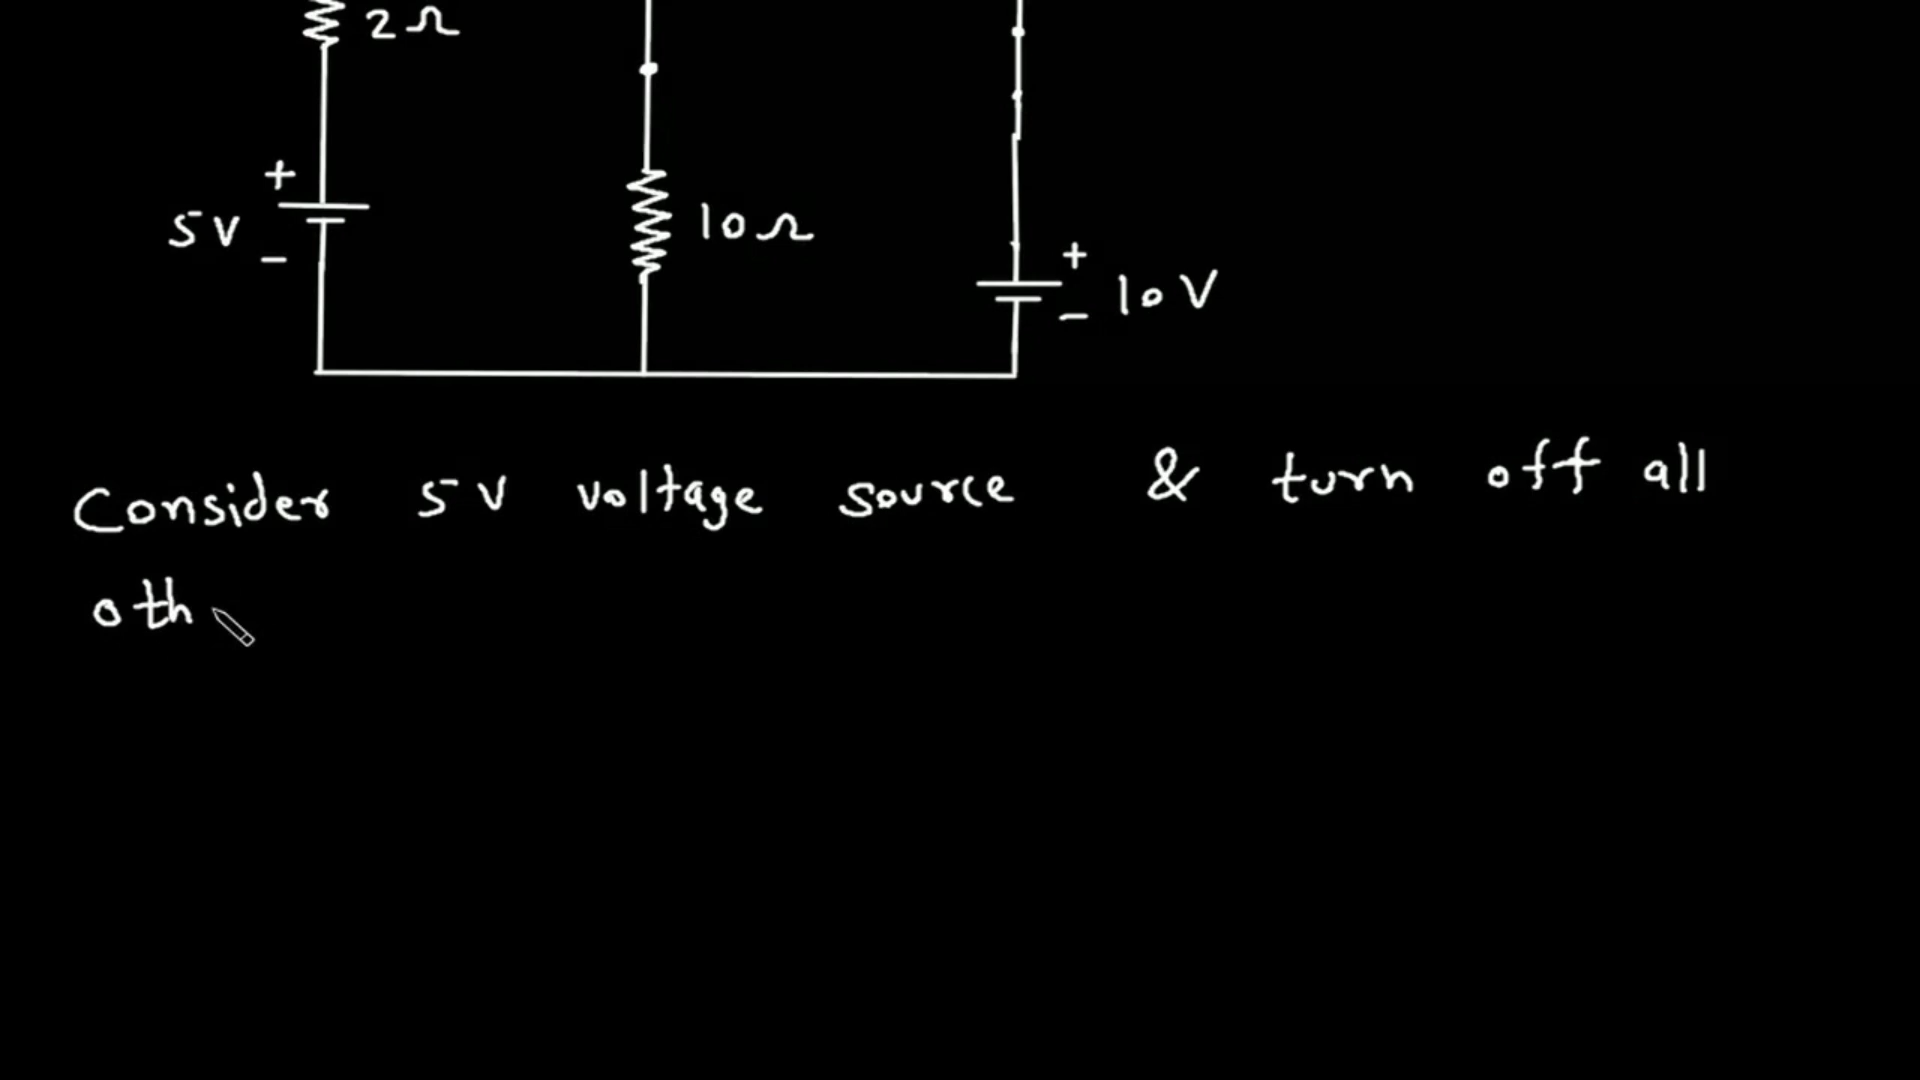 2Ω
+
5V
-
10Ω
+
-
10V
Consider 5V voltage source & turn off all
oth